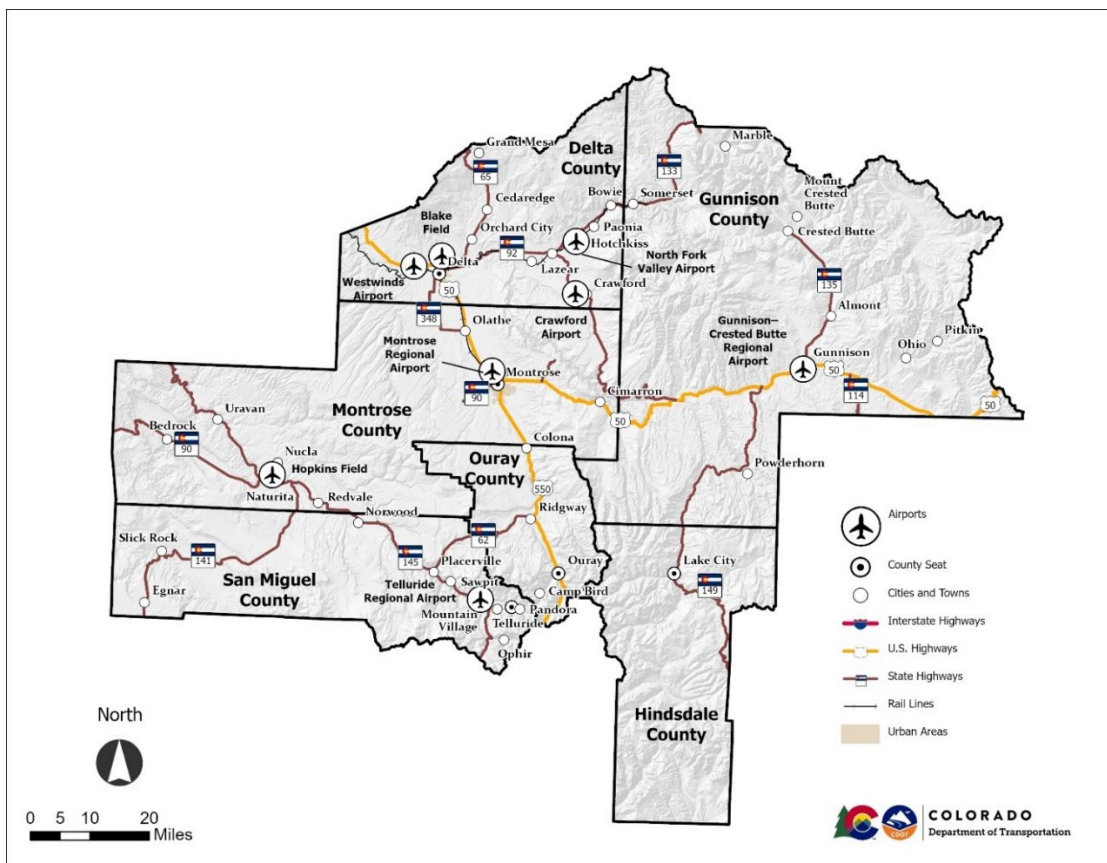 Marble
Grand Mesa
Delta
County
133
65
Mount
Crested
Butte
Bowie
Somerset
Gunnison
County
Cedaredge
Blake
Field
Paonia
Crested Butte
Orchard City
Hotchkiss
92
North Fork
Valley Airport
Delta
Lazear
Westwinds
Airport
50
Crawford
135
348
Almont
Olathe
Crawford
Airport
Gunnison–
Crested Butte
Regional
Airport
Pitkin
Ohio
Montrose
Regional
Airport
Gunnison
50
Montrose
90
Cimarron
114
50
50
Uravan
Montrose
County
Bedrock
90
Colona
Nucla
Ouray
County
Hopkins Field
Powderhorn
550
Naturita
Redvale
Norwood
Ridgway
62
Slick Rock
141
145
Placerville
Ouray
Lake City
San Miguel
County
Telluride
Regional Airport
Sawpit
149
Egnar
Camp Bird
Mountain
Village
Pandora
Telluride
Ophir
Hindsdale
County
Airports
County Seat
Cities and Towns
Interstate Highways
U.S. Highways
State Highways
Rail Lines
Urban Areas
North
0 5 10 20
Miles
CDOT
COLORADO
Department of Transportation